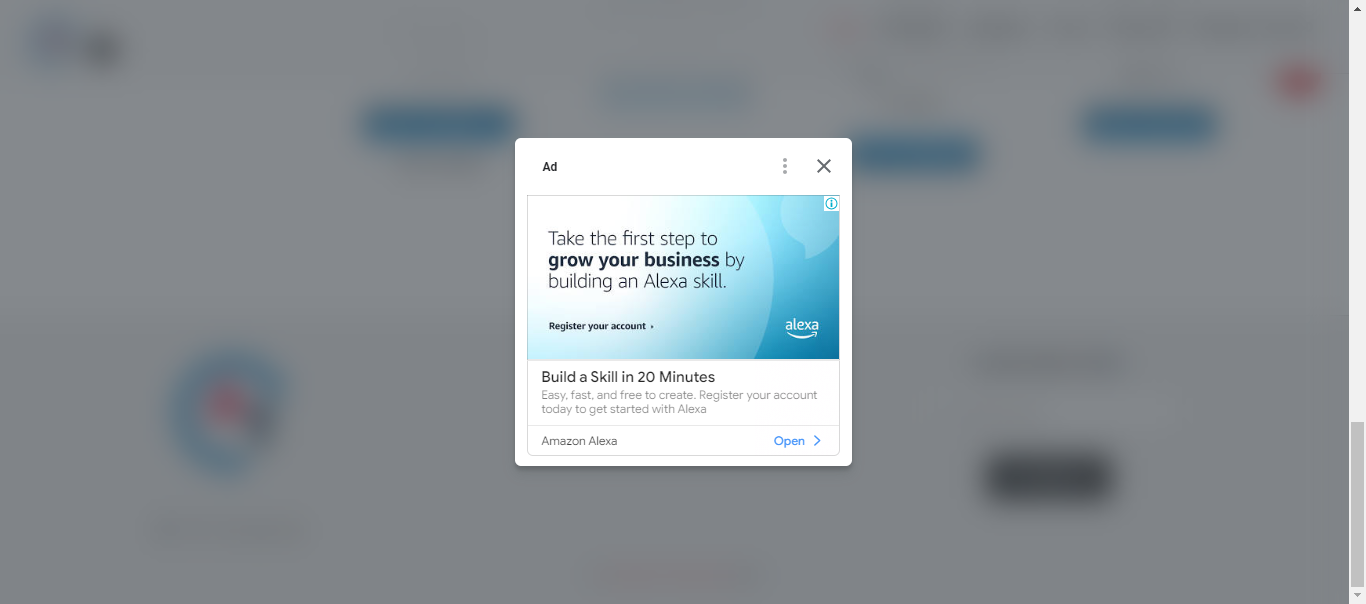 Ad
Take the first step to
grow your business by
building an Alexa skill.
Register your account ›
alexa
Build a Skill in 20 Minutes
Easy, fast, and free to create. Register your account
today to get started with Alexa
Amazon Alexa
Open